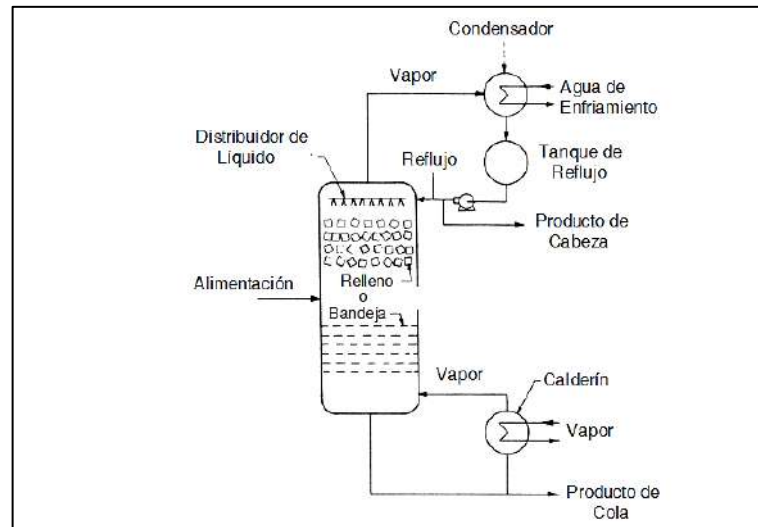 Condensador
Vapor
Agua de
Enfriamiento
Distribuidor de
Líquido
Reflujo
Tanque de
Reflujo
Producto de
Cabeza
Alimentación
Relleno
o
Bandeja
Vapor
Calderín
Vapor
Producto de
Cola